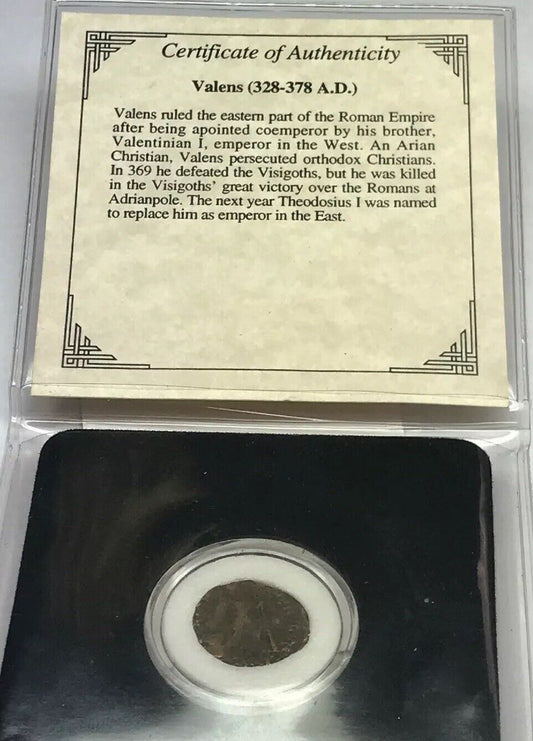 Certificate of Authenticity
Valens (328-378 A.D.)
Valens ruled the eastern part of the Roman Empire
after being apointed coemperor by his brother,
Valentinian I, emperor in the West. An Arian
Christian, Valens persecuted orthodox Christians.
In 369 he defeated the Visigoths, but he was killed
in the Visigoths' great victory over the Romans at
Adrianpole. The next year Theodosius I was named
to replace him as emperor in the East.